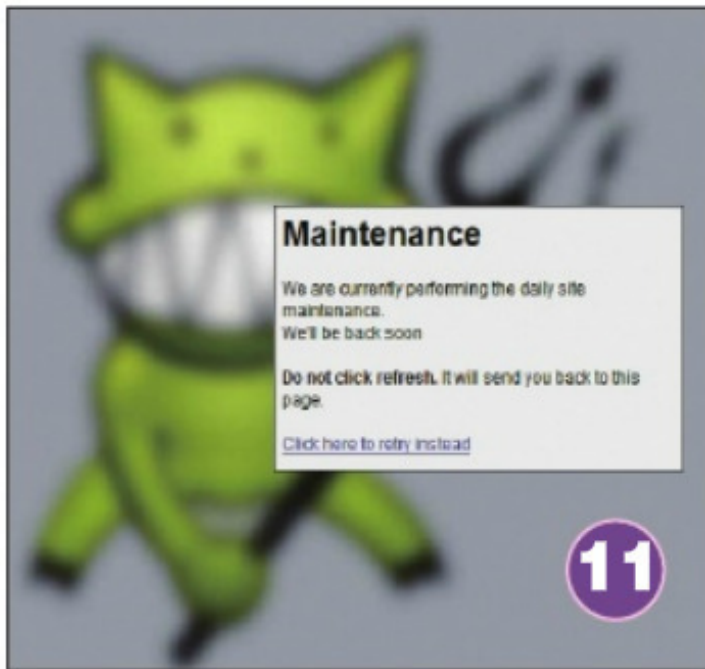 Maintenance
We are currently performing the daily site
maintenance.
We'll be back soon
Do not click refresh. It will send you back to this
page.
Click here to retry instead
11